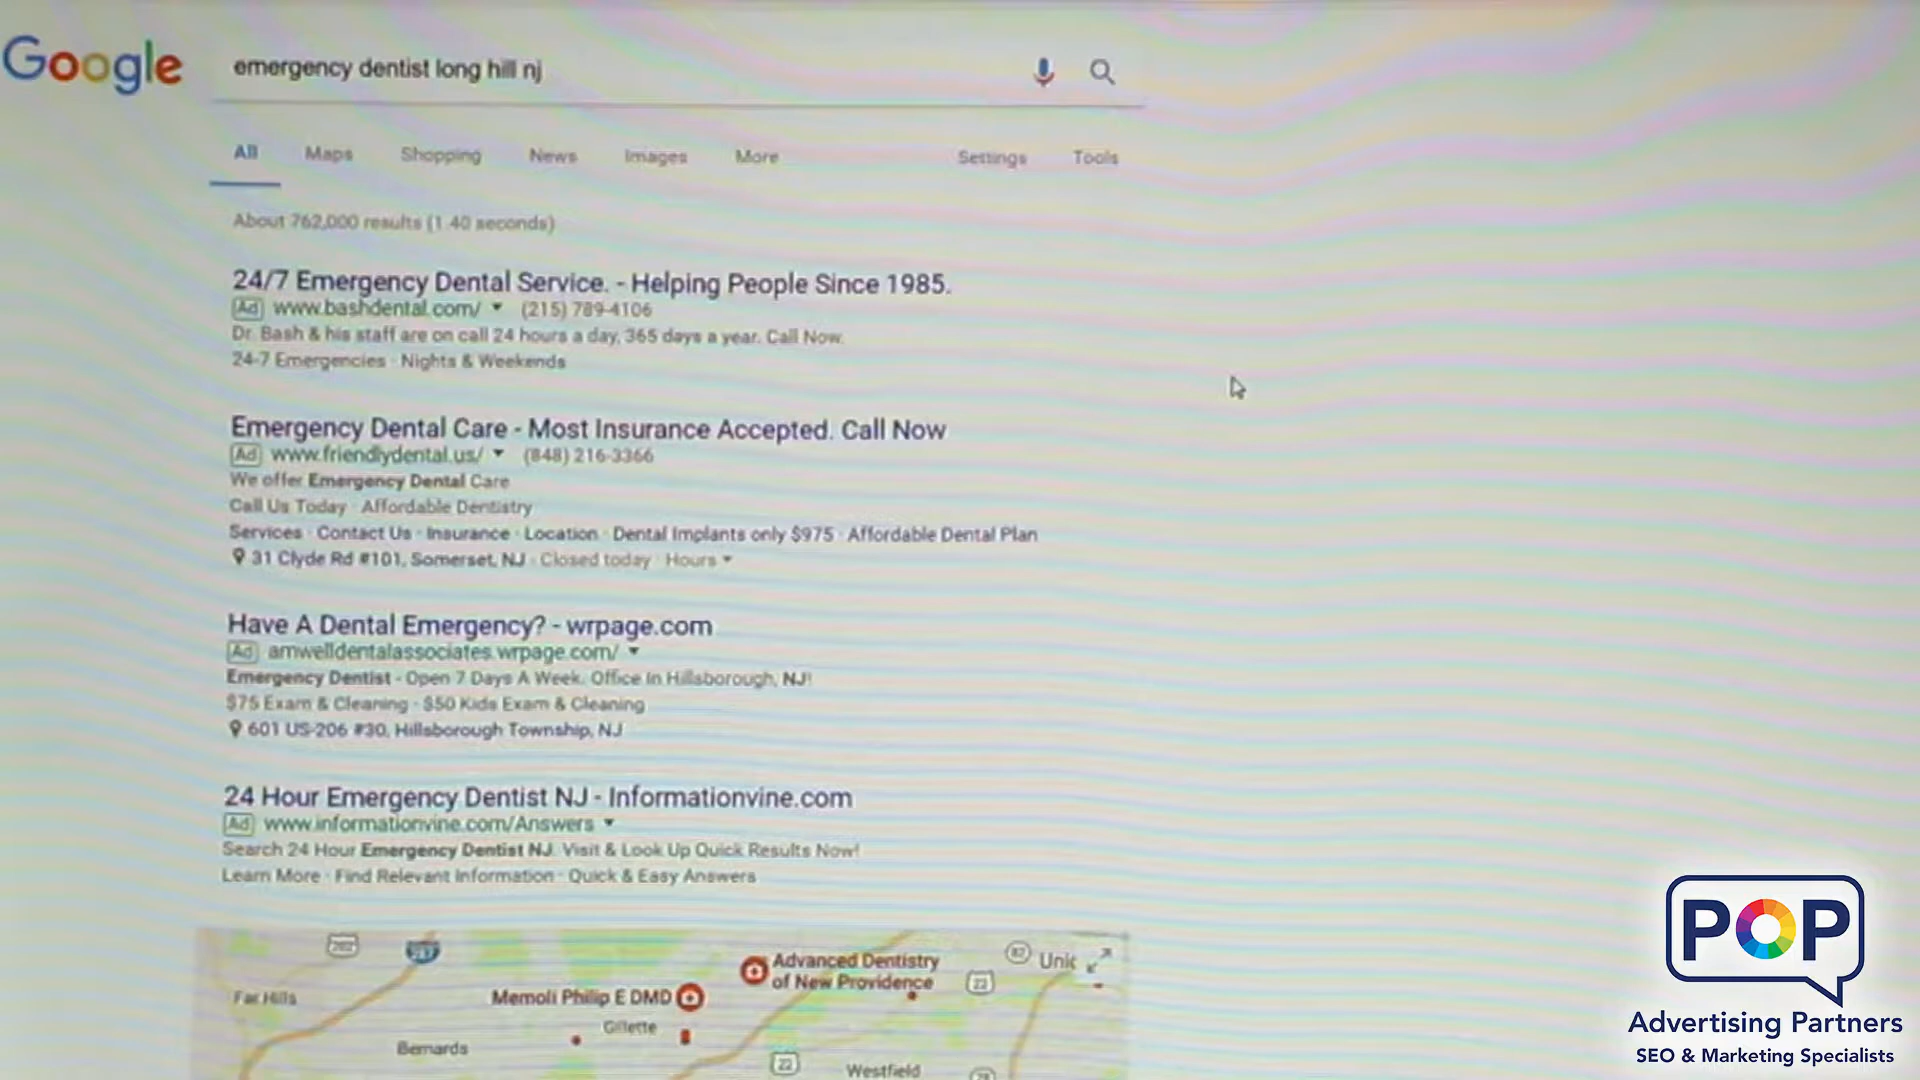 Google
emergency dentist long hill nj
All Maps Shopping News Images More Settings Tools
About 762,000 results (1.40 seconds)
24/7 Emergency Dental Service. - Helping People Since 1985.
Ad www.bashdental.com/ (215) 789-4106
Dr. Bash & his staff are on call 24 hours a day, 365 days a year. Call Now.
24-7 Emergencies · Nights & Weekends
Emergency Dental Care - Most Insurance Accepted. Call Now
Ad www.friendlydental.us/ (848) 216-3366
We offer Emergency Dental Care
Call Us Today · Affordable Dentistry
Services · Contact Us · Insurance · Location · Dental Implants only $975 · Affordable Dental Plan
31 Clyde Rd #101, Somerset, NJ · Closed today · Hours
Have A Dental Emergency? - wrpage.com
Ad amwelldentalassociates.wrpage.com/
Emergency Dentist - Open 7 Days A Week. Office In Hillsborough, NJ!
$75 Exam & Cleaning · $50 Kids Exam & Cleaning
601 US-206 #30, Hillsborough Township, NJ
24 Hour Emergency Dentist NJ - Informationvine.com
Ad www.informationvine.com/Answers
Search 24 Hour Emergency Dentist NJ. Visit & Look Up Quick Results Now!
Learn More · Find Relevant Information · Quick & Easy Answers
202
287
Advanced Dentistry
of New Providence
82
Unic
22
Far Hills
Memoli Philip E DMD
Gillette
Bernards
22
Westfield
28
POP
Advertising Partners
SEO & Marketing Specialists